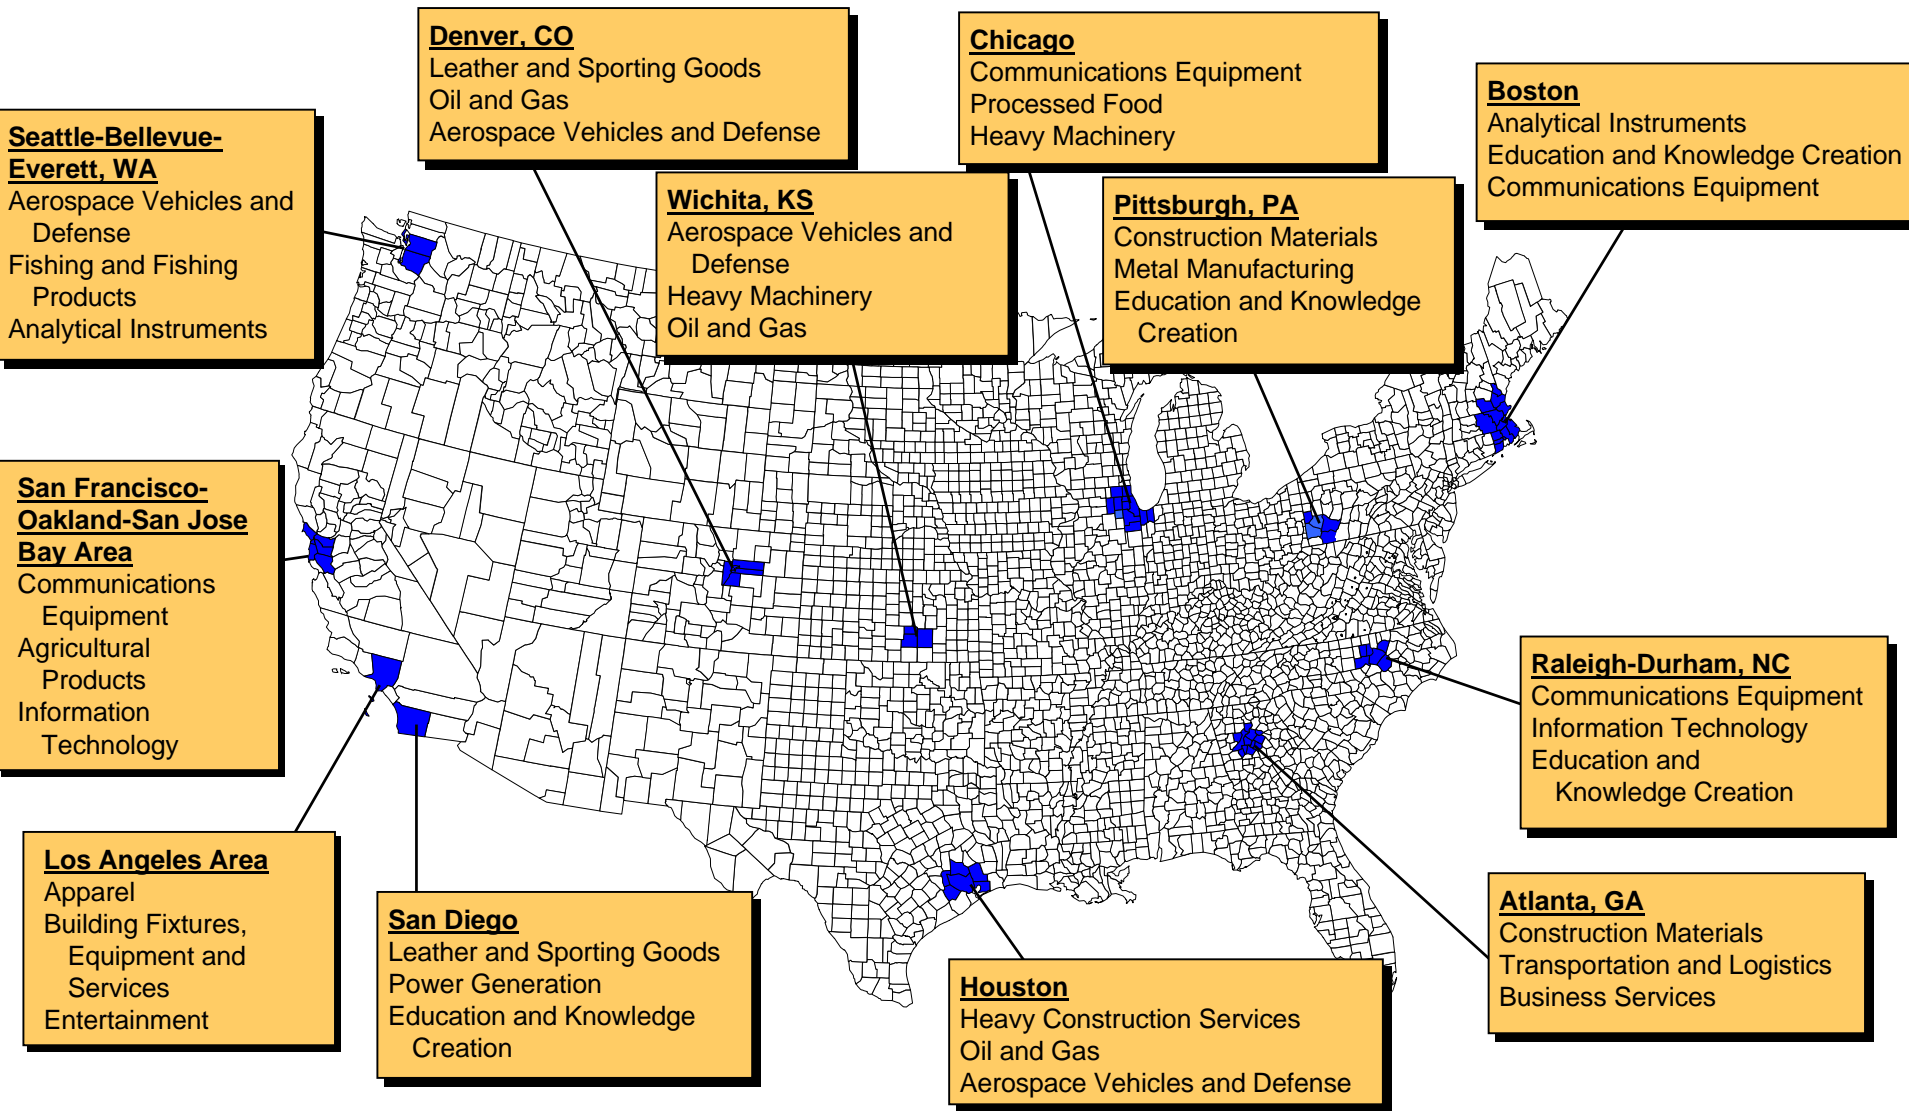 Denver, CO
Leather and Sporting Goods
Oil and Gas
Aerospace Vehicles and Defense
Chicago
Communications Equipment
Processed Food
Heavy Machinery
Boston
Analytical Instruments
Education and Knowledge Creation
Communications Equipment
Seattle-Bellevue-
Everett, WA
Aerospace Vehicles and
Defense
Fishing and Fishing
Products
Analytical Instruments
Wichita, KS
Aerospace Vehicles and
Defense
Heavy Machinery
Oil and Gas
Pittsburgh, PA
Construction Materials
Metal Manufacturing
Education and Knowledge
Creation
San Francisco-
Oakland-San Jose
Bay Area
Communications
Equipment
Agricultural
Products
Information
Technology
Raleigh-Durham, NC
Communications Equipment
Information Technology
Education and
Knowledge Creation
Los Angeles Area
Apparel
Building Fixtures,
Equipment and
Services
Entertainment
San Diego
Leather and Sporting Goods
Power Generation
Education and Knowledge
Creation
Houston
Heavy Construction Services
Oil and Gas
Aerospace Vehicles and Defense
Atlanta, GA
Construction Materials
Transportation and Logistics
Business Services